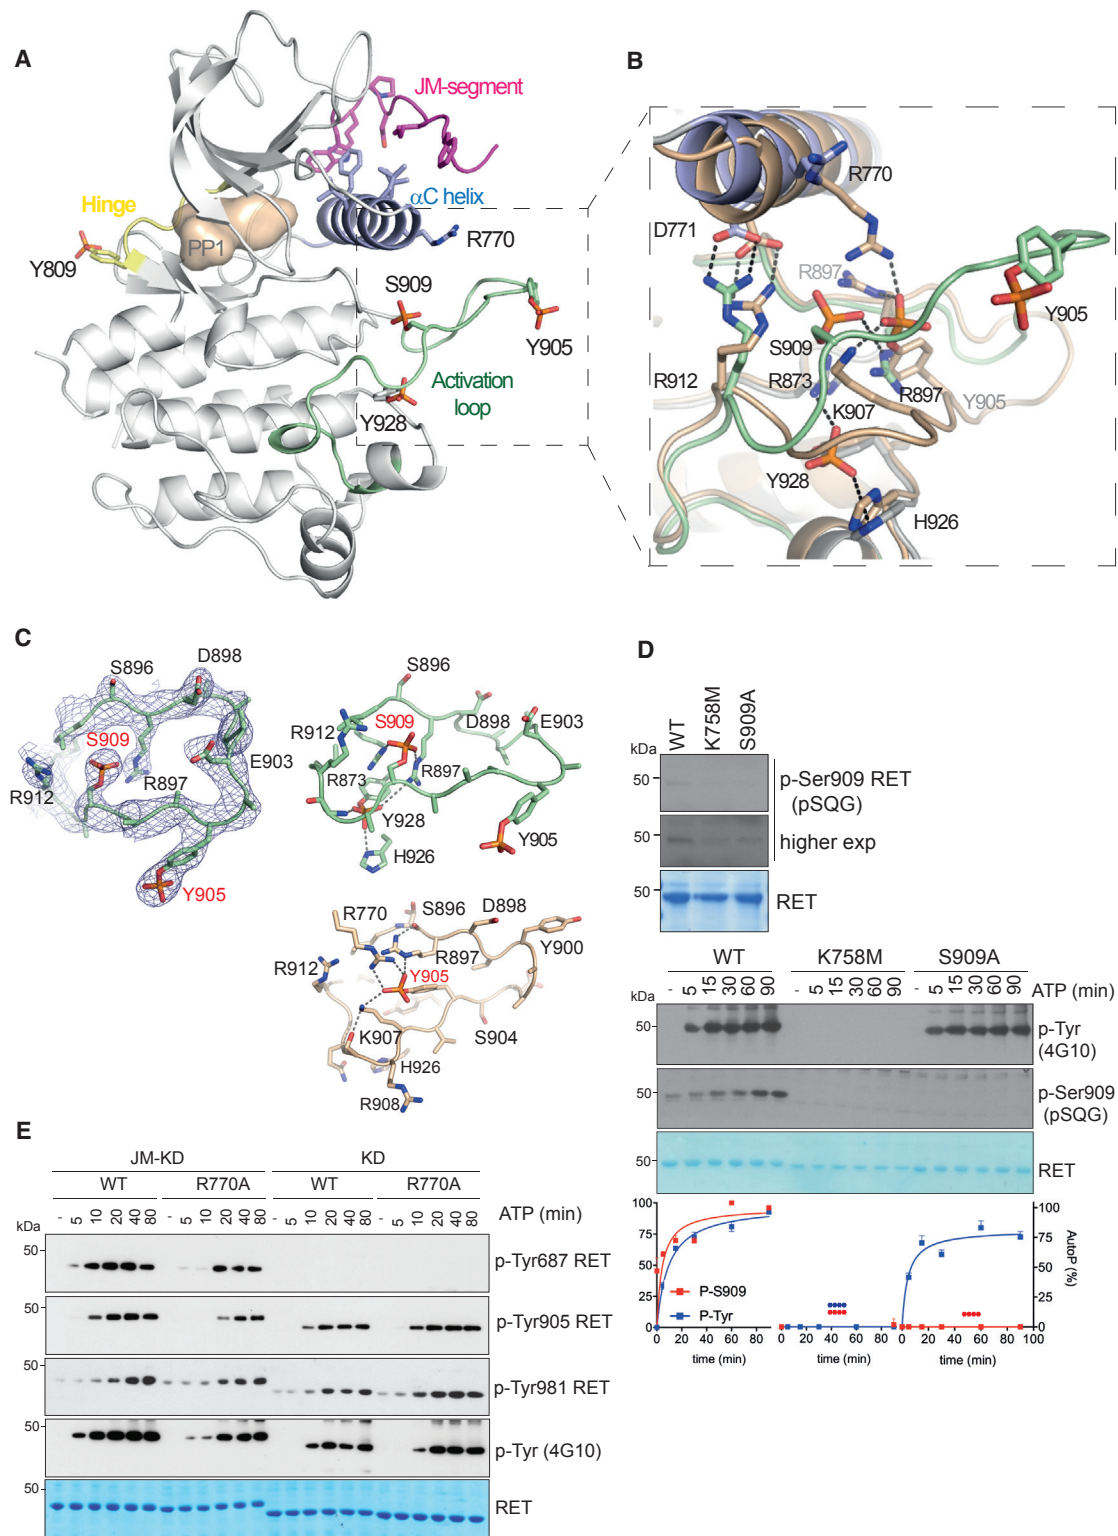 A
JM-segment
αC helix
Hinge
PP1
R770
Y809
S909
Y905
Activation
loop
Y928
B
R770
D771
R897
Y905
S909
R912
R873
R897
K907
Y905
Y928
H926
C
S896
D898
S909
E903
R912
R897
Y905
S896
S909
D898
E903
R912
R873
R897
Y928
Y905
H926
R770
S896
D898
Y900
R897
R912
Y905
K907
S904
H926
R908
D
WT
K758M
S909A
kDa
50
p-Ser909 RET
(pSQG)
50
higher exp
50
RET
WT
K758M
S909A
- 5 15 30 60 90
- 5 15 30 60 90
- 5 15 30 60 90
ATP (min)
kDa
50
p-Tyr
(4G10)
50
p-Ser909
(pSQG)
50
RET
100
75
50
25
0
P-S909
P-Tyr
100
75
50
25
0
AutoP (%)
0 20 40 60 80
0 20 40 60 80
0 20 40 60 80 100
time (min)
time (min)
time (min)
E
JM-KD
KD
WT
R770A
WT
R770A
- 5 10 20 40 80
- 5 10 20 40 80
- 5 10 20 40 80
- 5 10 20 40 80
ATP (min)
kDa
50
p-Tyr687 RET
50
p-Tyr905 RET
50
p-Tyr981 RET
50
p-Tyr (4G10)
50
RET